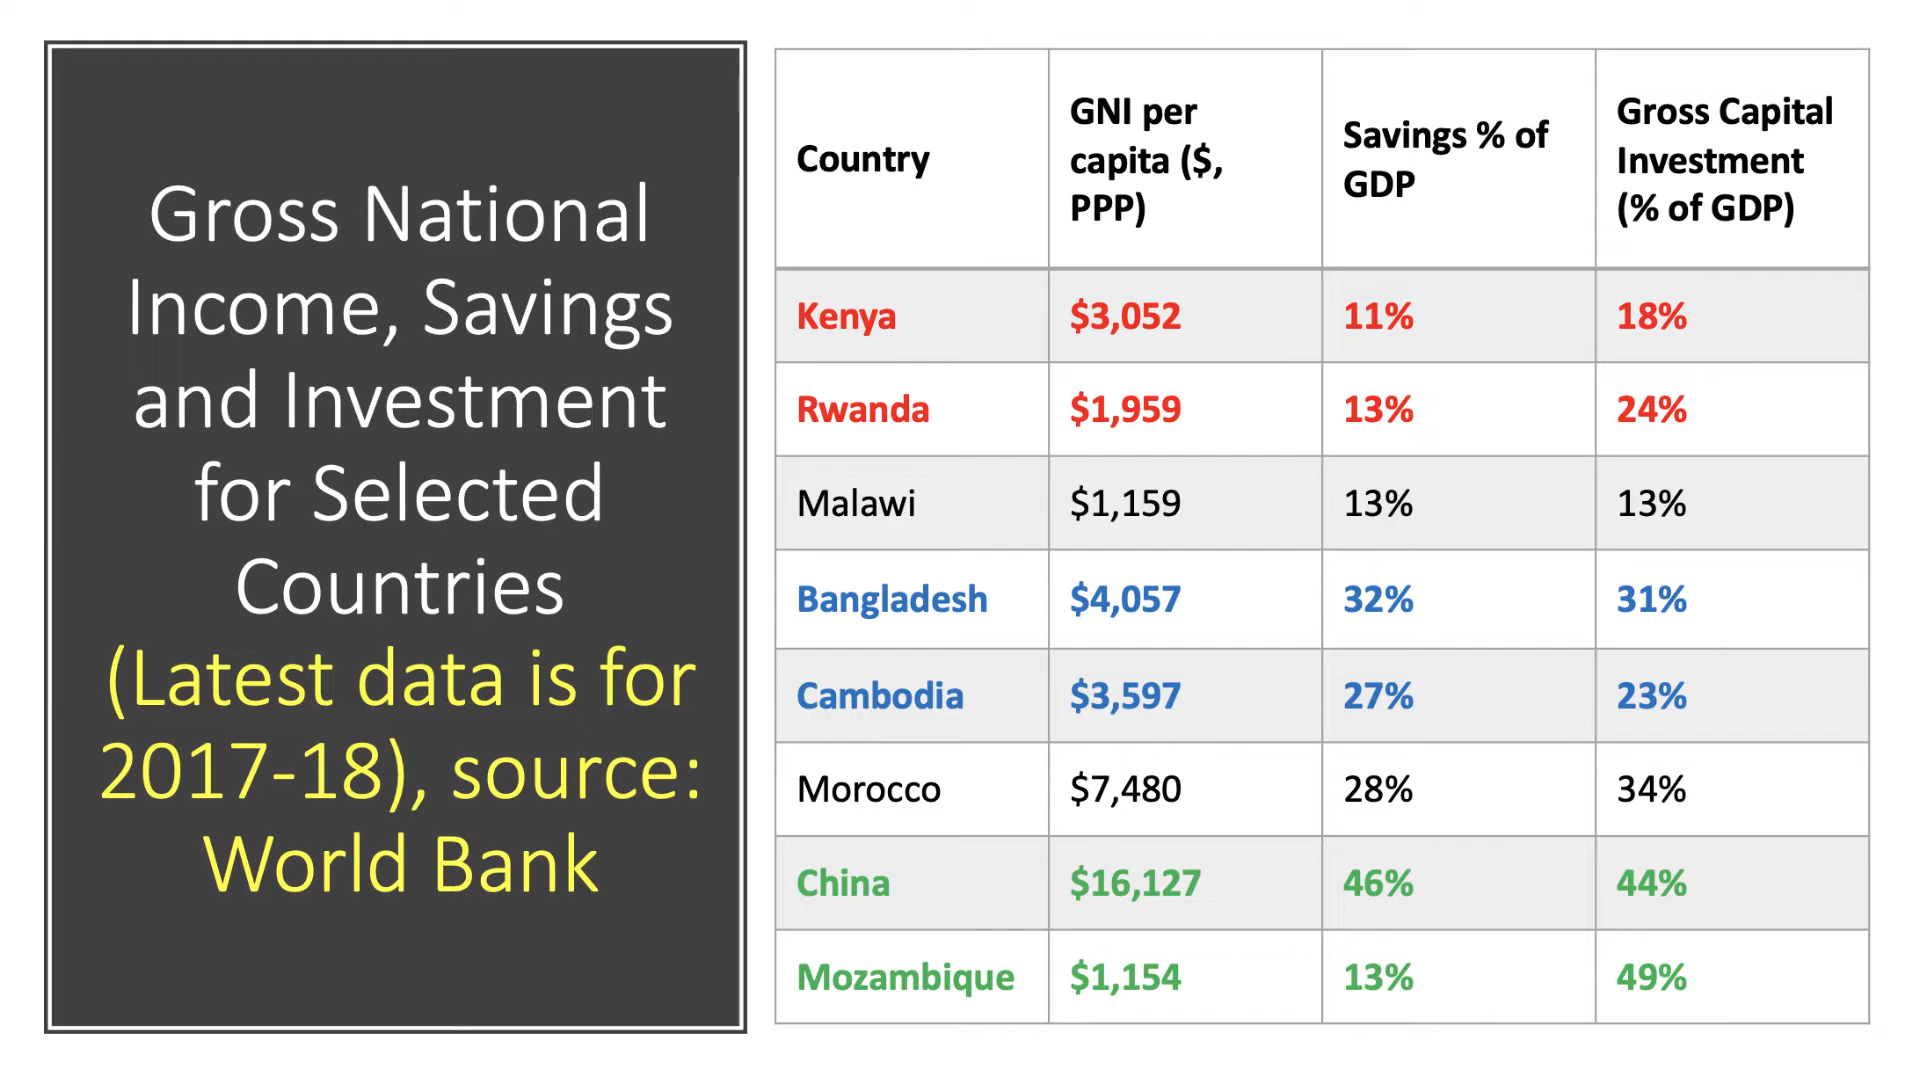 Gross National
Income, Savings
and Investment
for Selected
Countries
(Latest data is for
2017-18), source:
World Bank
Country
GNI per
capita ($,
PPP)
Savings % of
GDP
Gross Capital
Investment
(% of GDP)
Kenya $3,052 11% 18%
Rwanda $1,959 13% 24%
Malawi $1,159 13% 13%
Bangladesh $4,057 32% 31%
Cambodia $3,597 27% 23%
Morocco $7,480 28% 34%
China $16,127 46% 44%
Mozambique $1,154 13% 49%